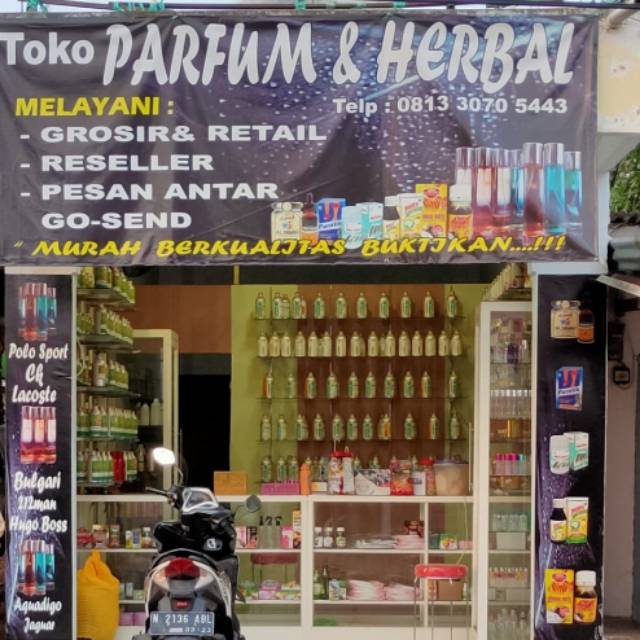 Toko PARFUM & HERBAL
MELAYANI :
Telp : 0813 3070 5443
- GROSIR& RETAIL
- RESELLER
- PESAN ANTAR
GO-SEND
" MURAH BERKUALITAS BUKTIKAN....!!!
Polo Sport
Ck
Lacoste
Bulgari
212man
Hugo Boss
Aquadigo
Jaguar
N 2136 ABL